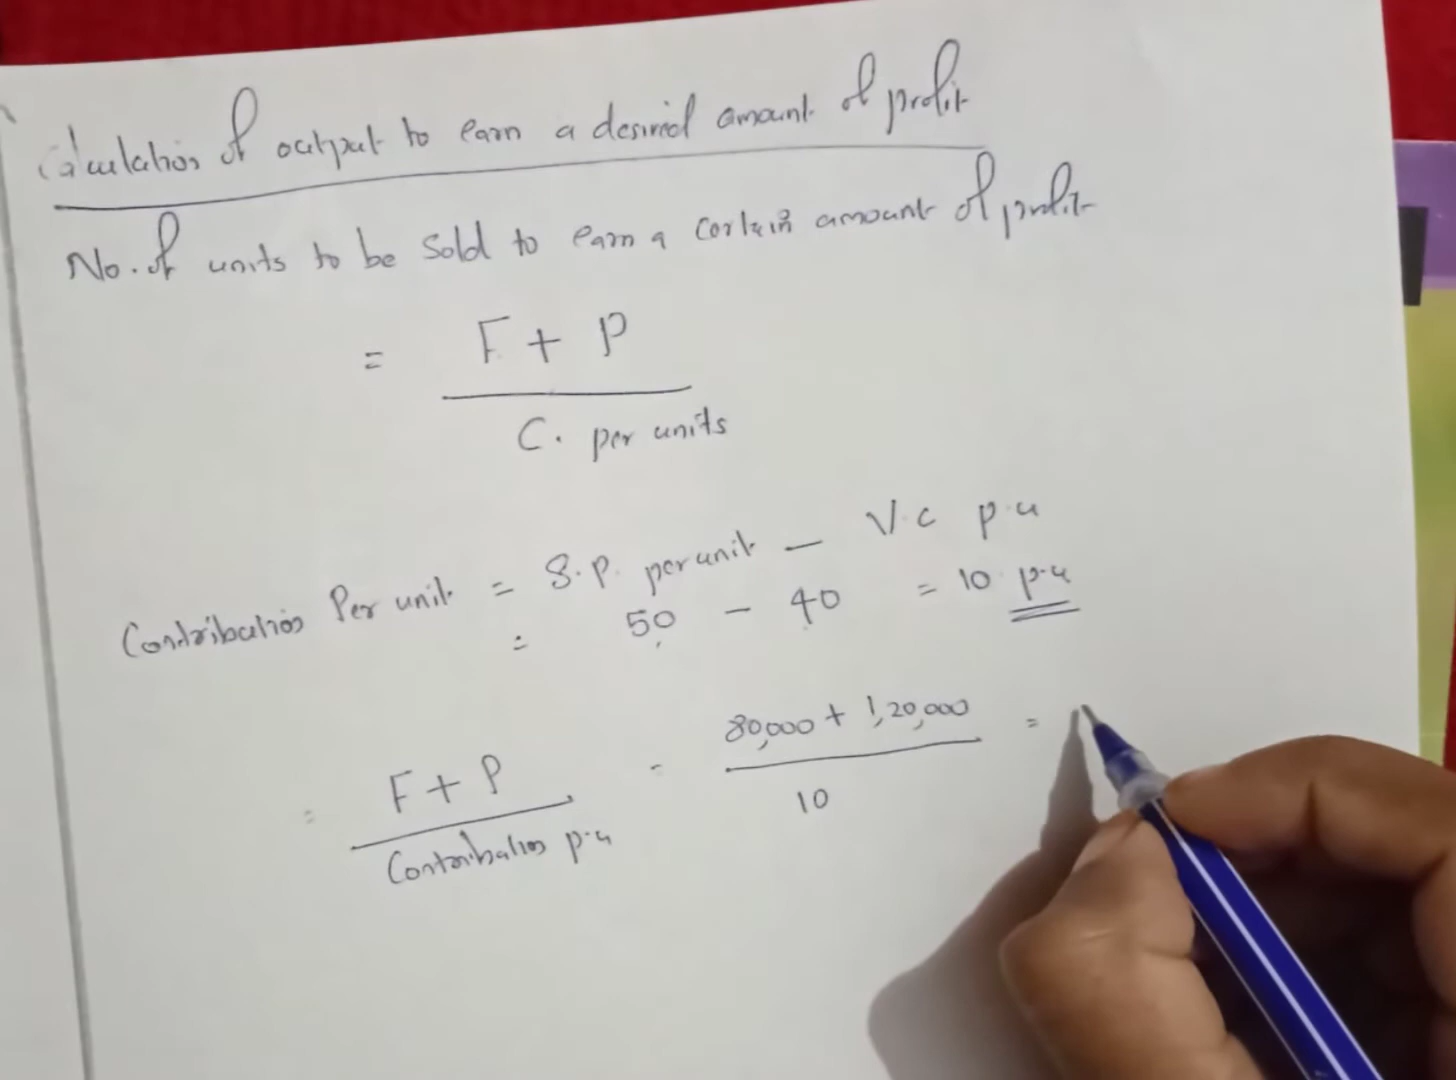 Calculation of output to earn a desired amount of profit
No. of units to be sold to earn a certain amount of profit
= F + P
C. per units
Contribution Per unit = S.P. per unit - V.C p.u
= 50 - 40 = 10 p.u
= F + P = 80,000 + 1,20,000 =
Contribution p.u 10